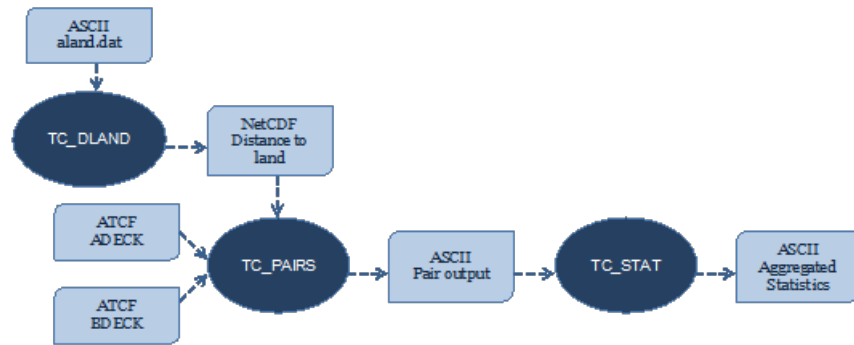 ASCII
aland.dat
TC_DLAND
NetCDF
Distance to
land
ATCF
ADECK
TC_PAIRS
ASCII
Pair output
TC_STAT
ASCII
Aggregated
Statistics
ATCF
BDECK